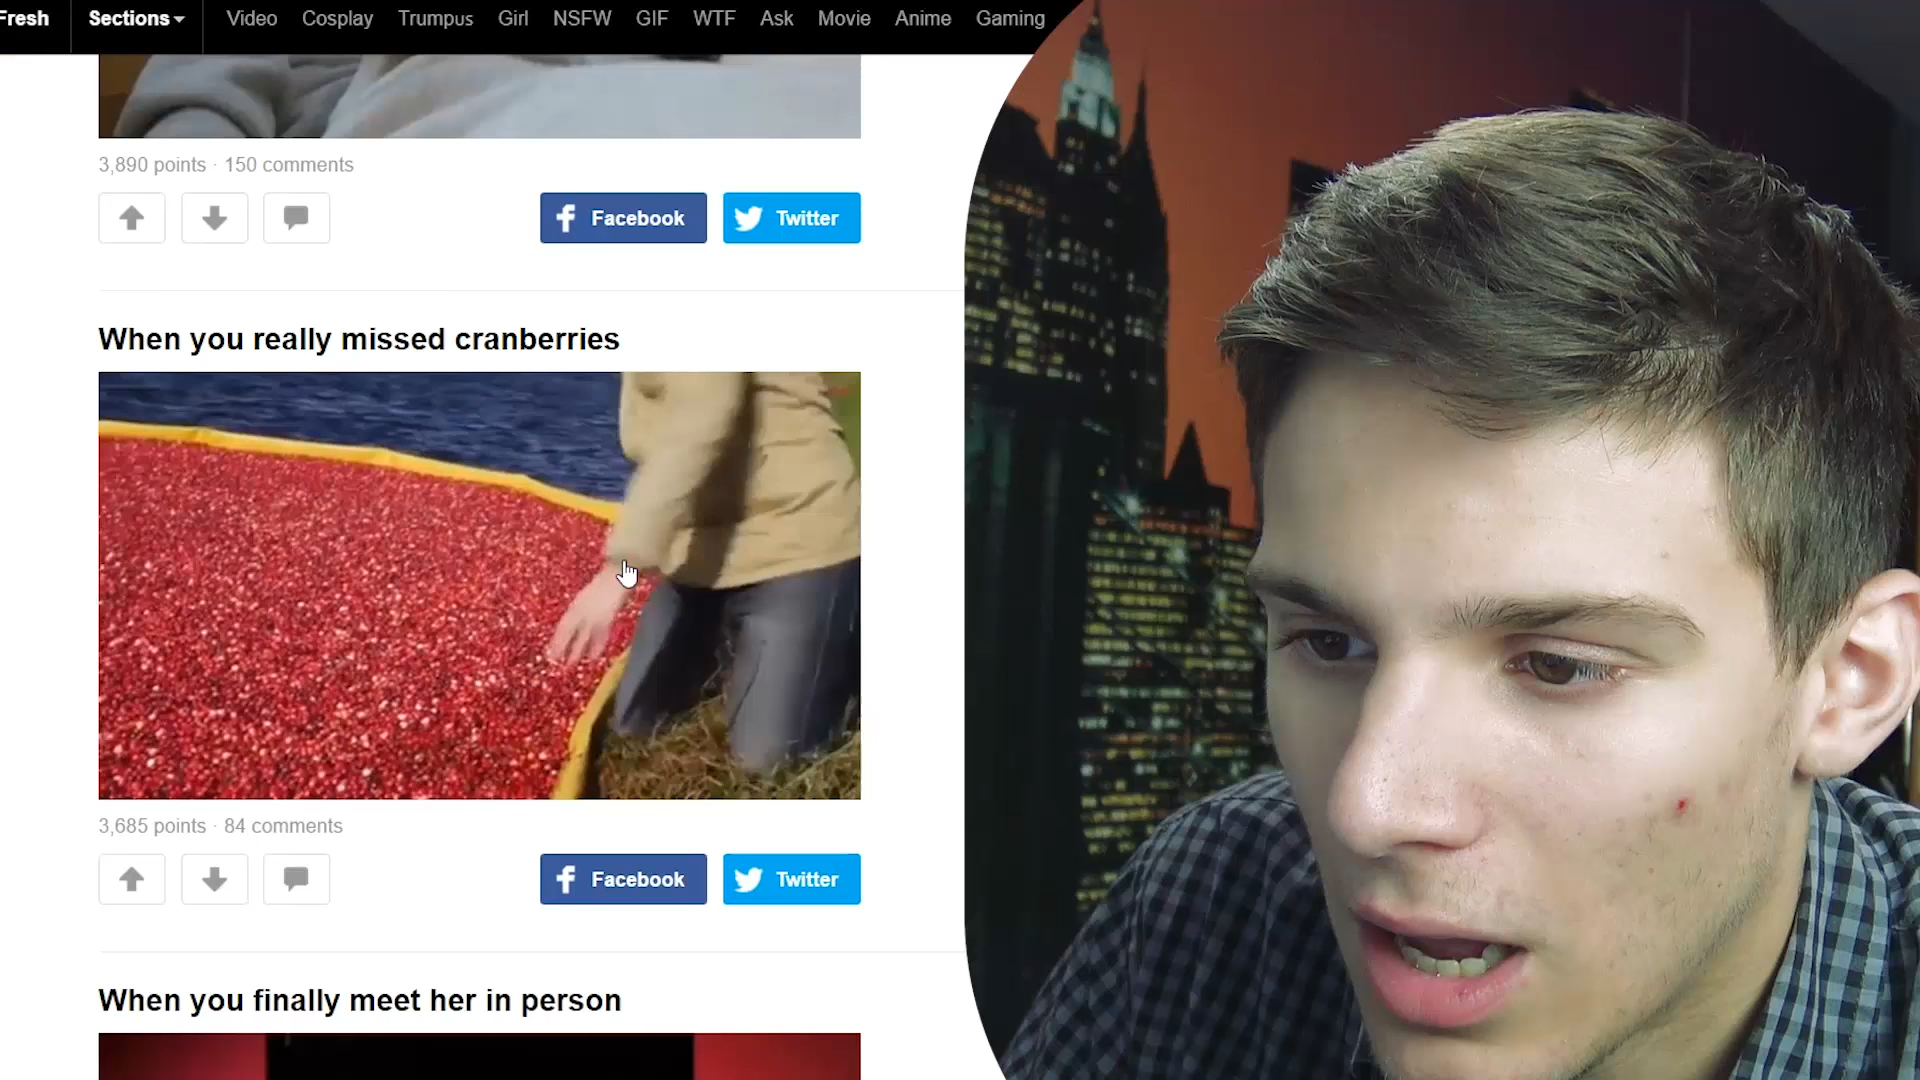 Fresh Sections Video Cosplay Trumpus Girl NSFW GIF WTF Ask Movie Anime Gaming
3,890 points · 150 comments
Facebook Twitter
When you really missed cranberries
3,685 points · 84 comments
Facebook Twitter
When you finally meet her in person